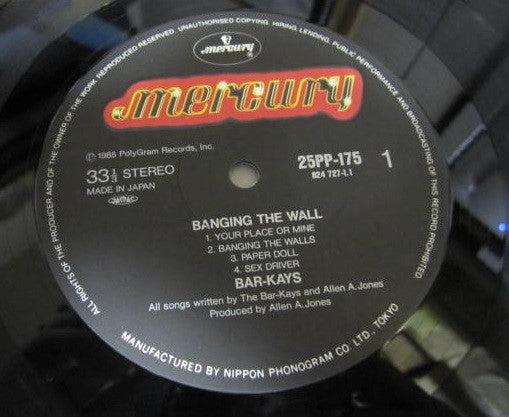 ALL RIGHTS OF THE MANUFACTURER AND OF THE OWNER OF THE WORK REPRODUCED RESERVED UNAUTHORISED COPYING, HIRING, LENDING, PUBLIC PERFORMANCE AND BROADCASTING OF THIS RECORD PROHIBITED
mercury
mercury
℗ 1985 PolyGram Records, Inc.
33⅓ STEREO
MADE IN JAPAN
25PP-175 1
824 727-1.1
BANGING THE WALL
1. YOUR PLACE OR MINE
2. BANGING THE WALLS
3. PAPER DOLL
4. SEX DRIVER
BAR-KAYS
All songs written by The Bar-Kays and Allen A.Jones
Produced by Allen A.Jones
MANUFACTURED BY NIPPON PHONOGRAM CO. LTD., TOKYO